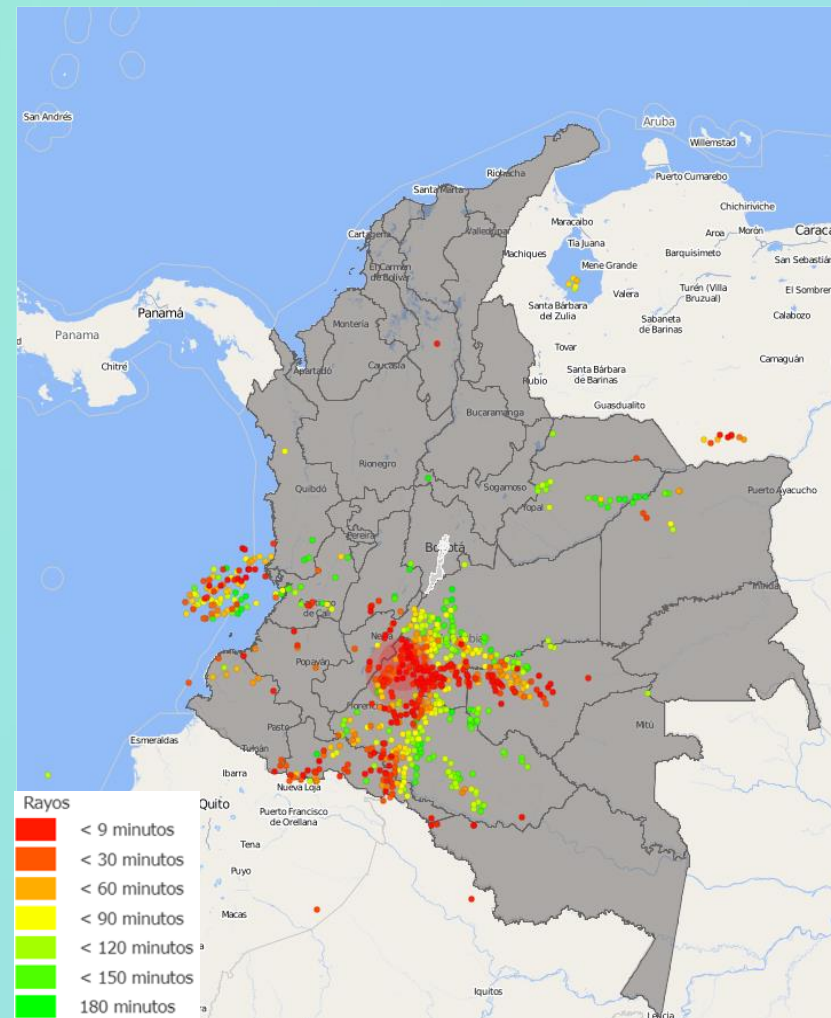 San Andrés
Aruba
Willemstad
Riohacha
Puerto Cumarebo
Santa Marta
Chichiriviche
Cartagena
Valledupar
Maracaibo
Aroa
Morón
Caraca
Tia Juana
Machiques
Barquisimeto
San Sebastiá
Mene Grande
El Carmen
de Bolívar
Turén (Villa
Bruzual)
El Sombrer
Santa Bárbara
del Zulia
Valera
Panamá
Panama
Montería
Sabaneta
de Barinas
Calabozo
Chitré
Tovar
Camaguán
Apartadó
Caucasia
Santa Bárbara
de Barinas
Rubio
Guasdualito
Bucaramanga
Rionegro
Quibdó
Sogamoso
Puerto Ayacucho
Yopal
Pereira
Bogotá
Inírida
de Cali
Neiva
Popayán
Florencia
Mitú
Pasto
Esmeraldas
Tulcán
Ibarra
Nueva Loja
Quito
Puerto Francisco
de Orellana
Tena
Puyo
Macas
Iquitos
Leticia
Rayos
< 9 minutos
< 30 minutos
< 60 minutos
< 90 minutos
< 120 minutos
< 150 minutos
180 minutos